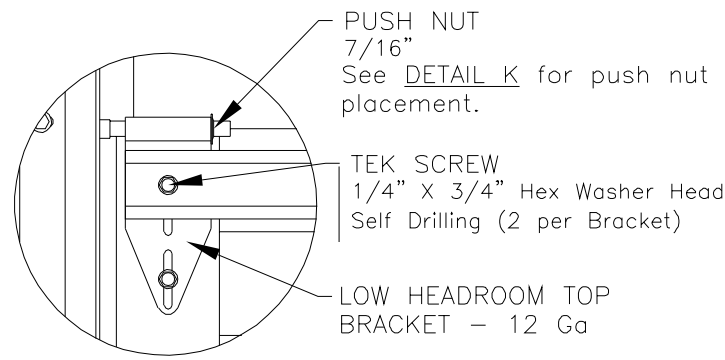 PUSH NUT
7/16"
See DETAIL K for push nut
placement.
TEK SCREW
1/4" X 3/4" Hex Washer Head
Self Drilling (2 per Bracket)
LOW HEADROOM TOP
BRACKET – 12 Ga